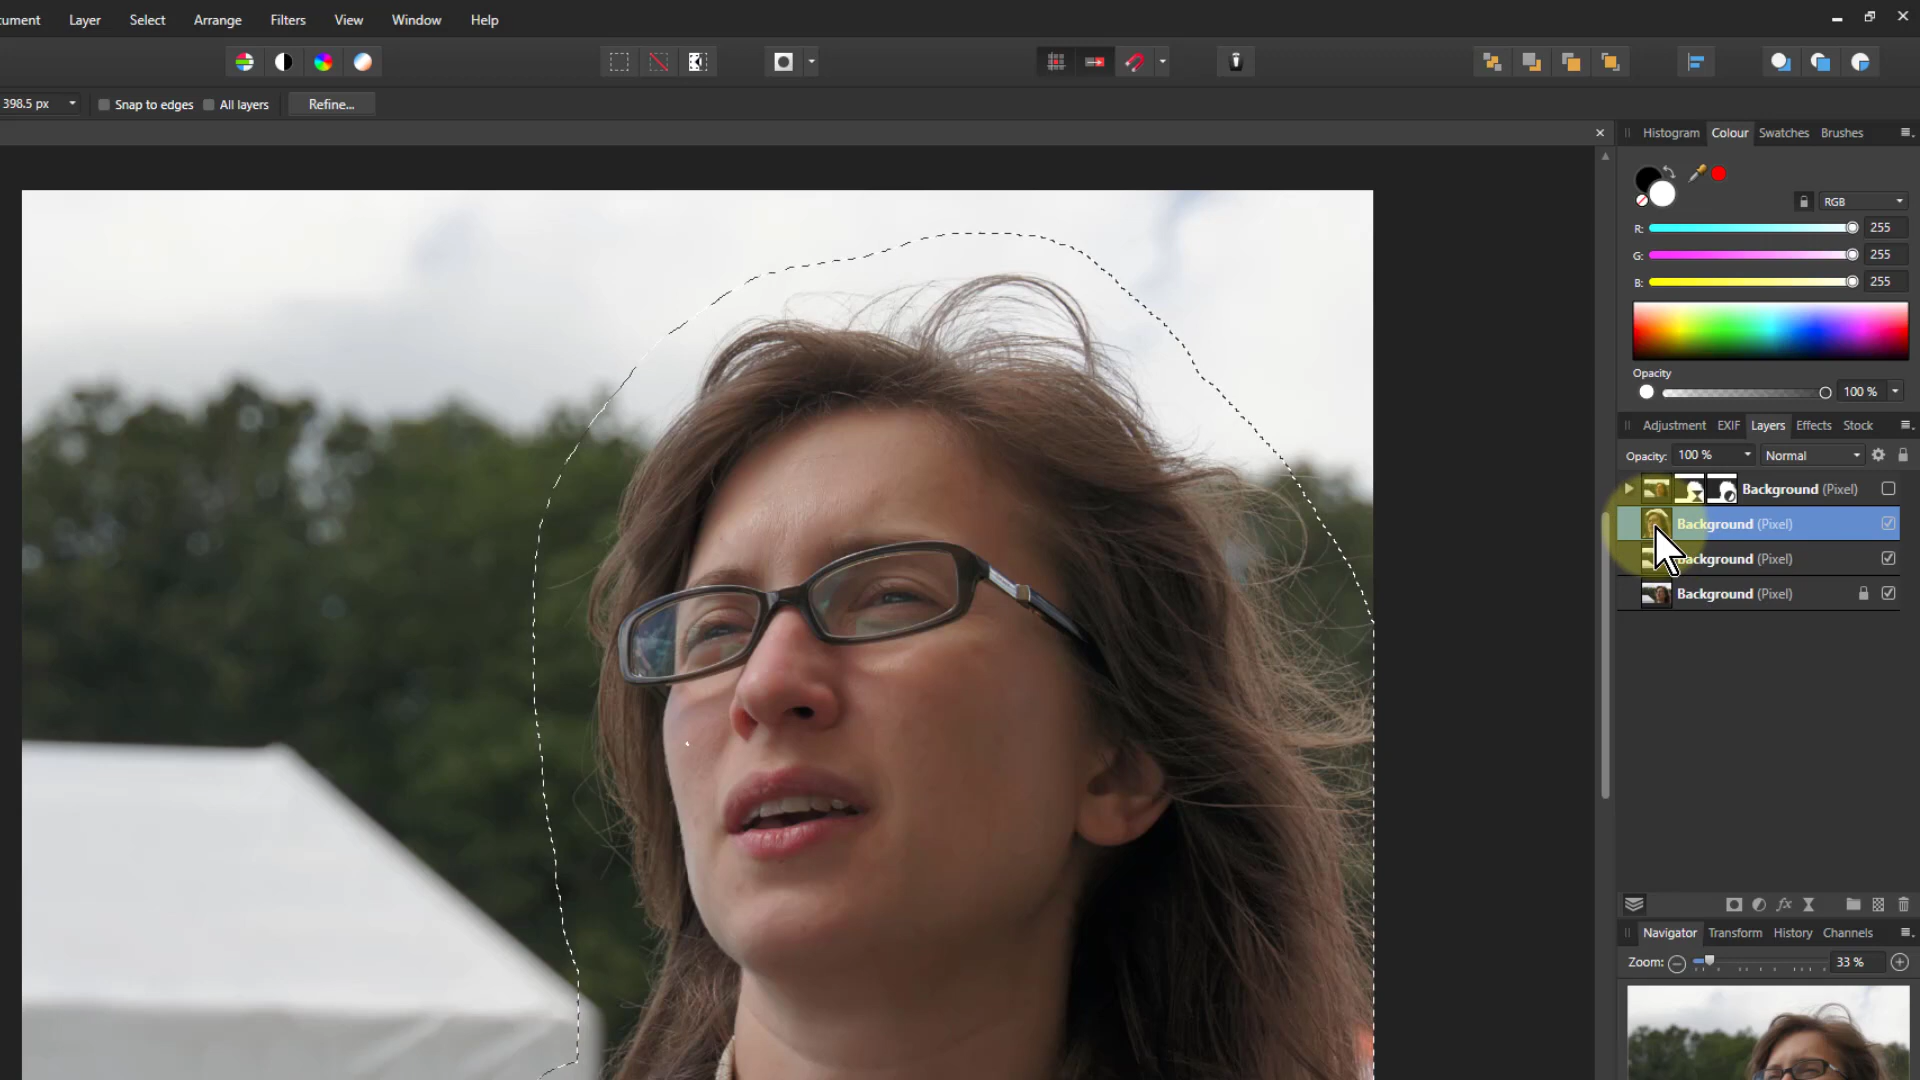 cument Layer Select Arrange Filters View Window Help
398.5 px Snap to edges All layers Refine...
Histogram Colour Swatches Brushes
RGB
R: 255
G: 255
B: 255
Opacity
100 %
Adjustment EXIF Layers Effects Stock
Opacity: 100 % Normal
Background (Pixel)
Background (Pixel)
Background (Pixel)
Background (Pixel)
fx
Navigator Transform History Channels
Zoom: 33 %